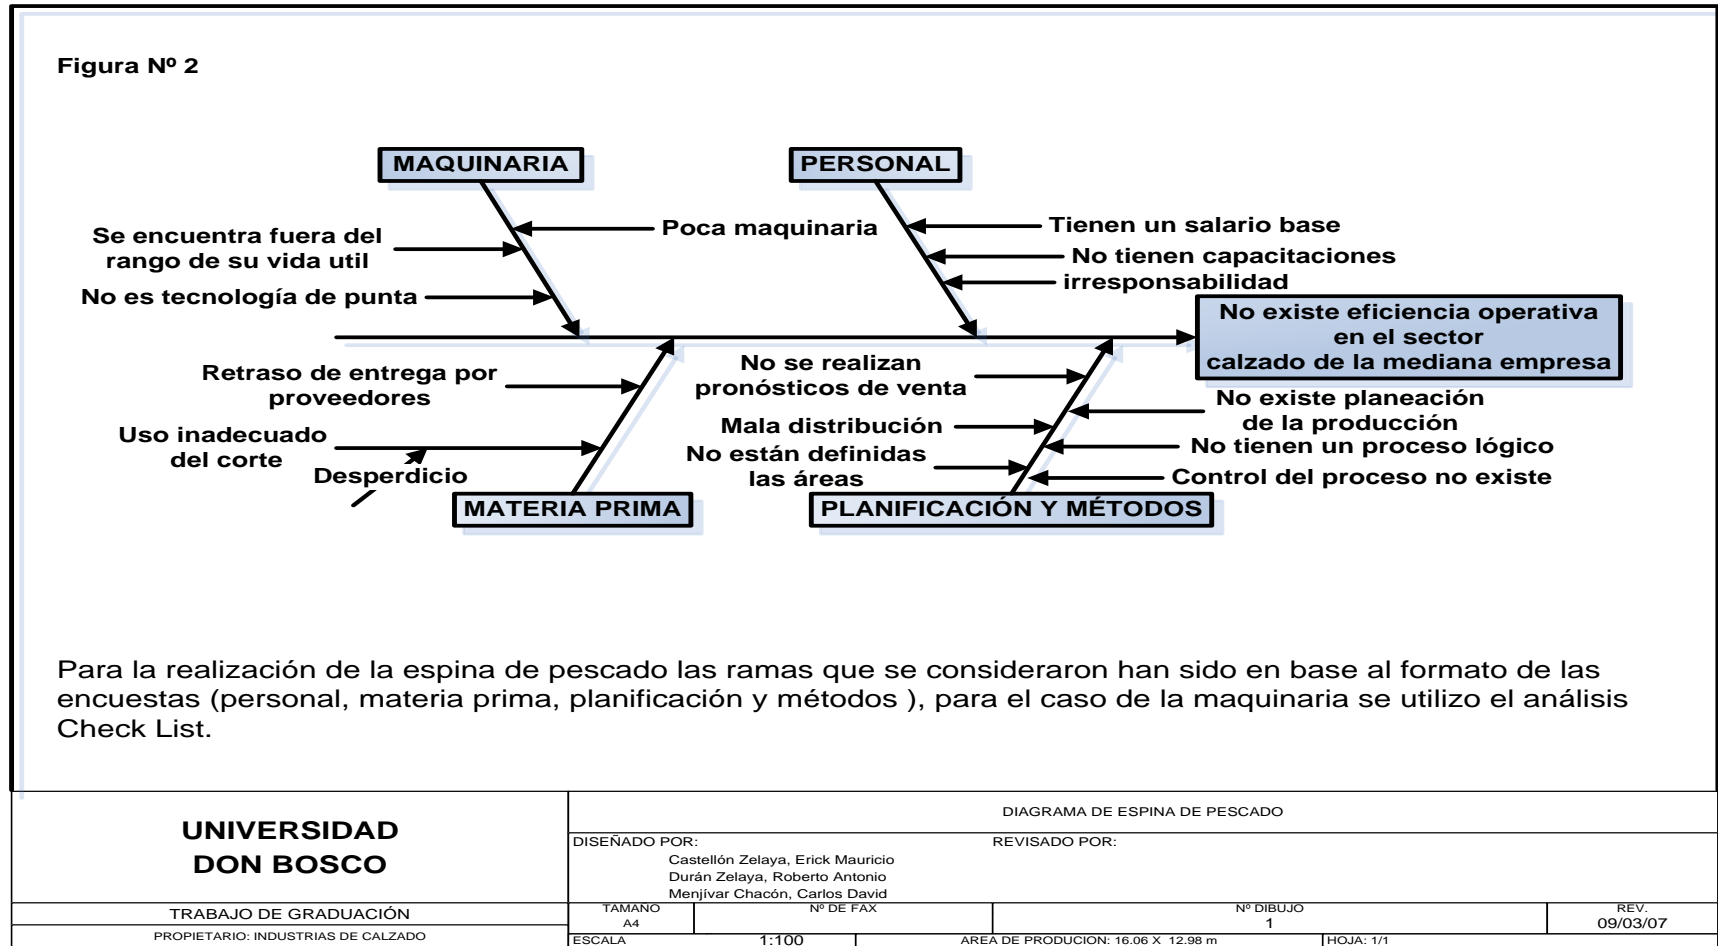 Figura Nº 2
MAQUINARIA
PERSONAL
Se encuentra fuera del
rango de su vida util
No es tecnología de punta
Poca maquinaria
Tienen un salario base
No tienen capacitaciones
irresponsabilidad
No existe eficiencia operativa
en el sector
calzado de la mediana empresa
Retraso de entrega por
proveedores
Uso inadecuado
del corte
Desperdicio
No se realizan
pronósticos de venta
Mala distribución
No están definidas
las áreas
No existe planeación
de la producción
No tienen un proceso lógico
Control del proceso no existe
MATERIA PRIMA
PLANIFICACIÓN Y MÉTODOS
Para la realización de la espina de pescado las ramas que se consideraron han sido en base al formato de las
encuestas (personal, materia prima, planificación y métodos ), para el caso de la maquinaria se utilizo el análisis
Check List.
UNIVERSIDAD
DON BOSCO
TRABAJO DE GRADUACIÓN
PROPIETARIO: INDUSTRIAS DE CALZADO
DIAGRAMA DE ESPINA DE PESCADO
DISEÑADO POR:
Castellón Zelaya, Erick Mauricio
Durán Zelaya, Roberto Antonio
Menjívar Chacón, Carlos David
REVISADO POR:
TAMAÑO
A4
Nº DE FAX
Nº DIBUJO
1
REV.
09/03/07
ESCALA
1:100
AREA DE PRODUCION: 16.06 X 12.98 m
HOJA: 1/1